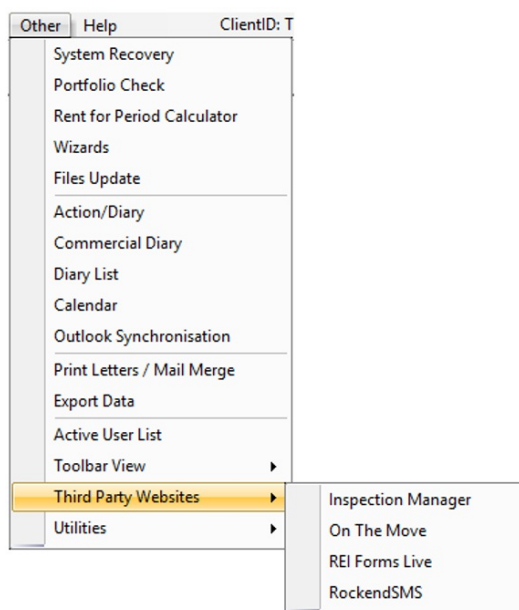 Other Help ClientID: T
System Recovery
Portfolio Check
Rent for Period Calculator
Wizards
Files Update
Action/Diary
Commercial Diary
Diary List
Calendar
Outlook Synchronisation
Print Letters / Mail Merge
Export Data
Active User List
Toolbar View
Third Party Websites
Utilities
Inspection Manager
On The Move
REI Forms Live
RockendSMS